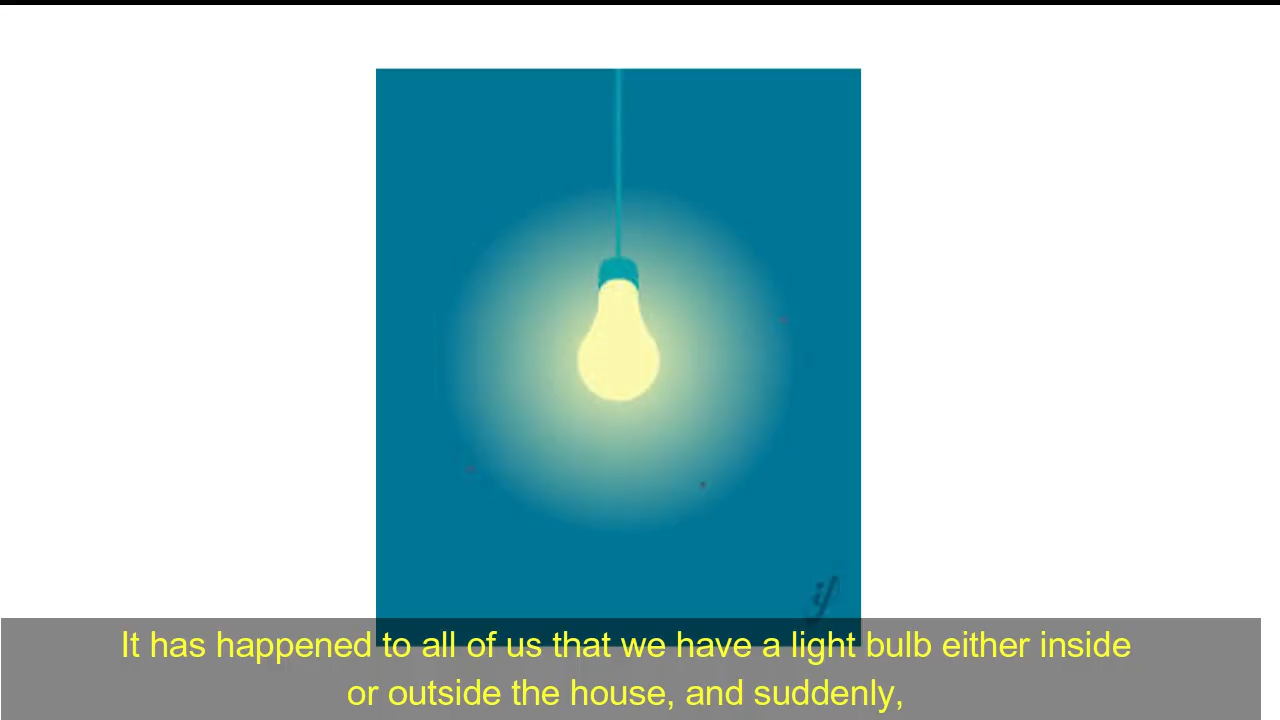 It has happened to all of us that we have a light bulb either inside
or outside the house, and suddenly,